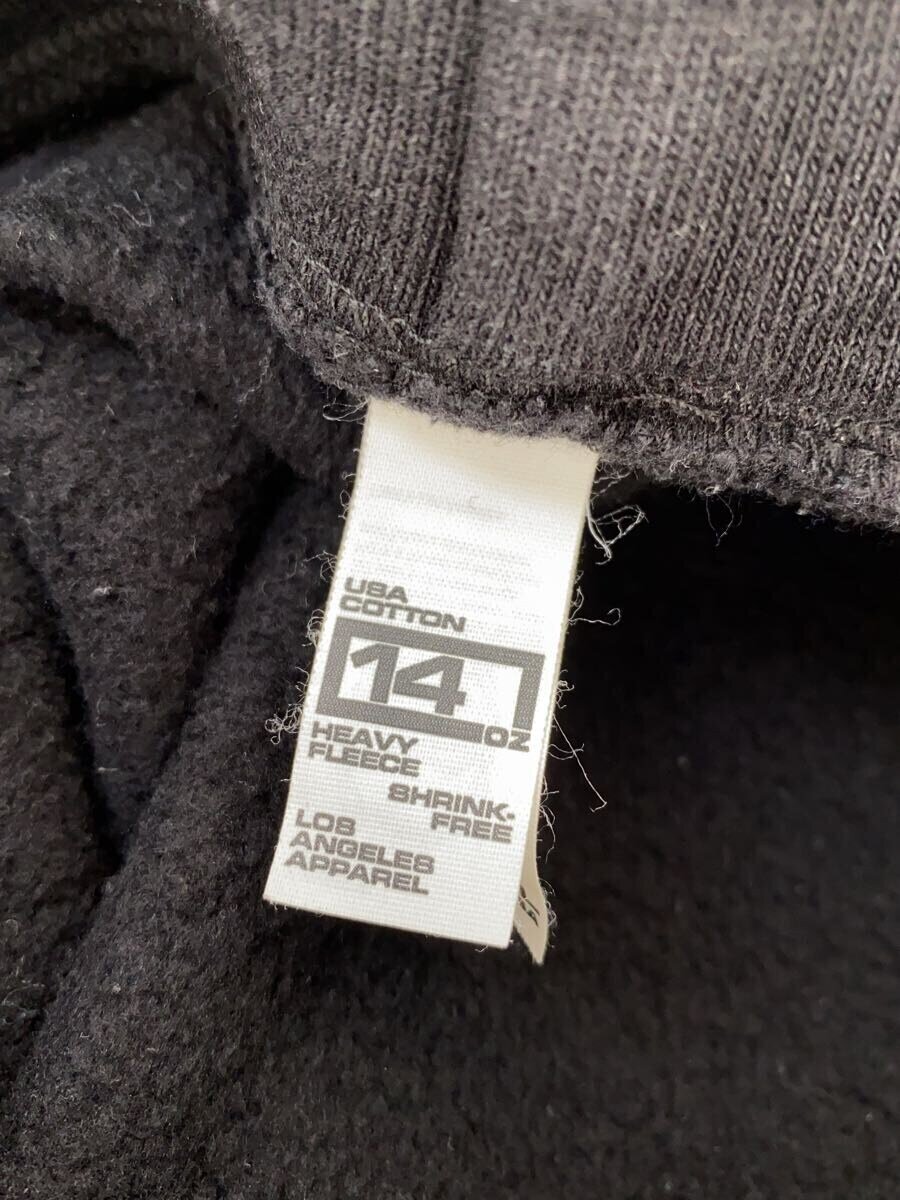 USA
COTTON
14
OZ
HEAVY
FLEECE
SHRINK-
FREE
LOS
ANGELES
APPAREL